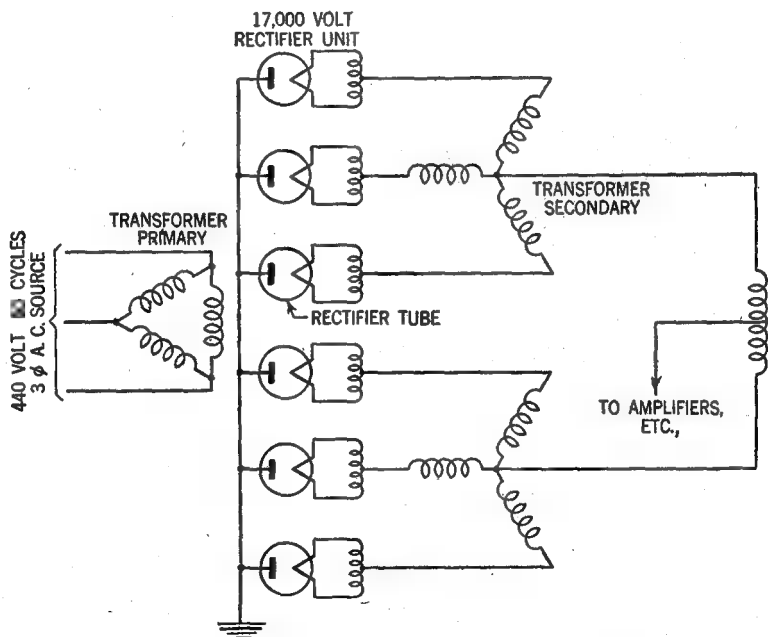 17,000 VOLT
RECTIFIER UNIT
TRANSFORMER
PRIMARY
440 VOLT CYCLES
3 ϕ A.C. SOURCE
TRANSFORMER
SECONDARY
RECTIFIER TUBE
TO AMPLIFIERS,
ETC.,